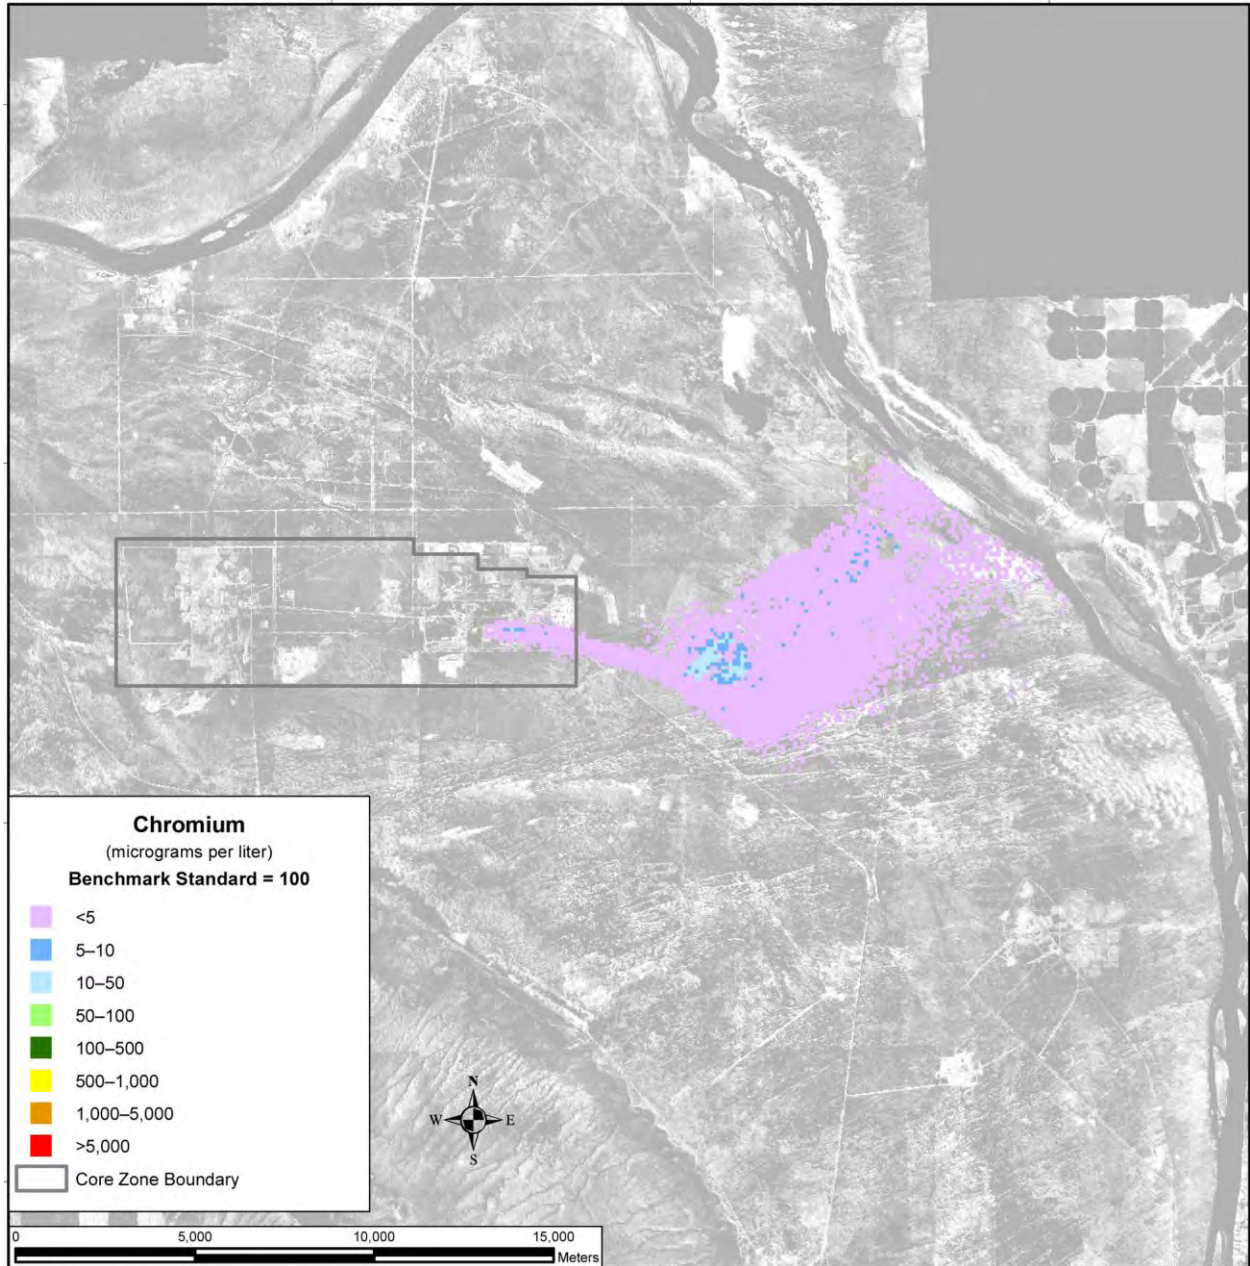 Chromium
(micrograms per liter)
Benchmark Standard = 100
<5
5–10
10–50
50–100
100–500
500–1,000
1,000–5,000
>5,000
Core Zone Boundary
N
W E
S
0 5,000 10,000 15,000
Meters